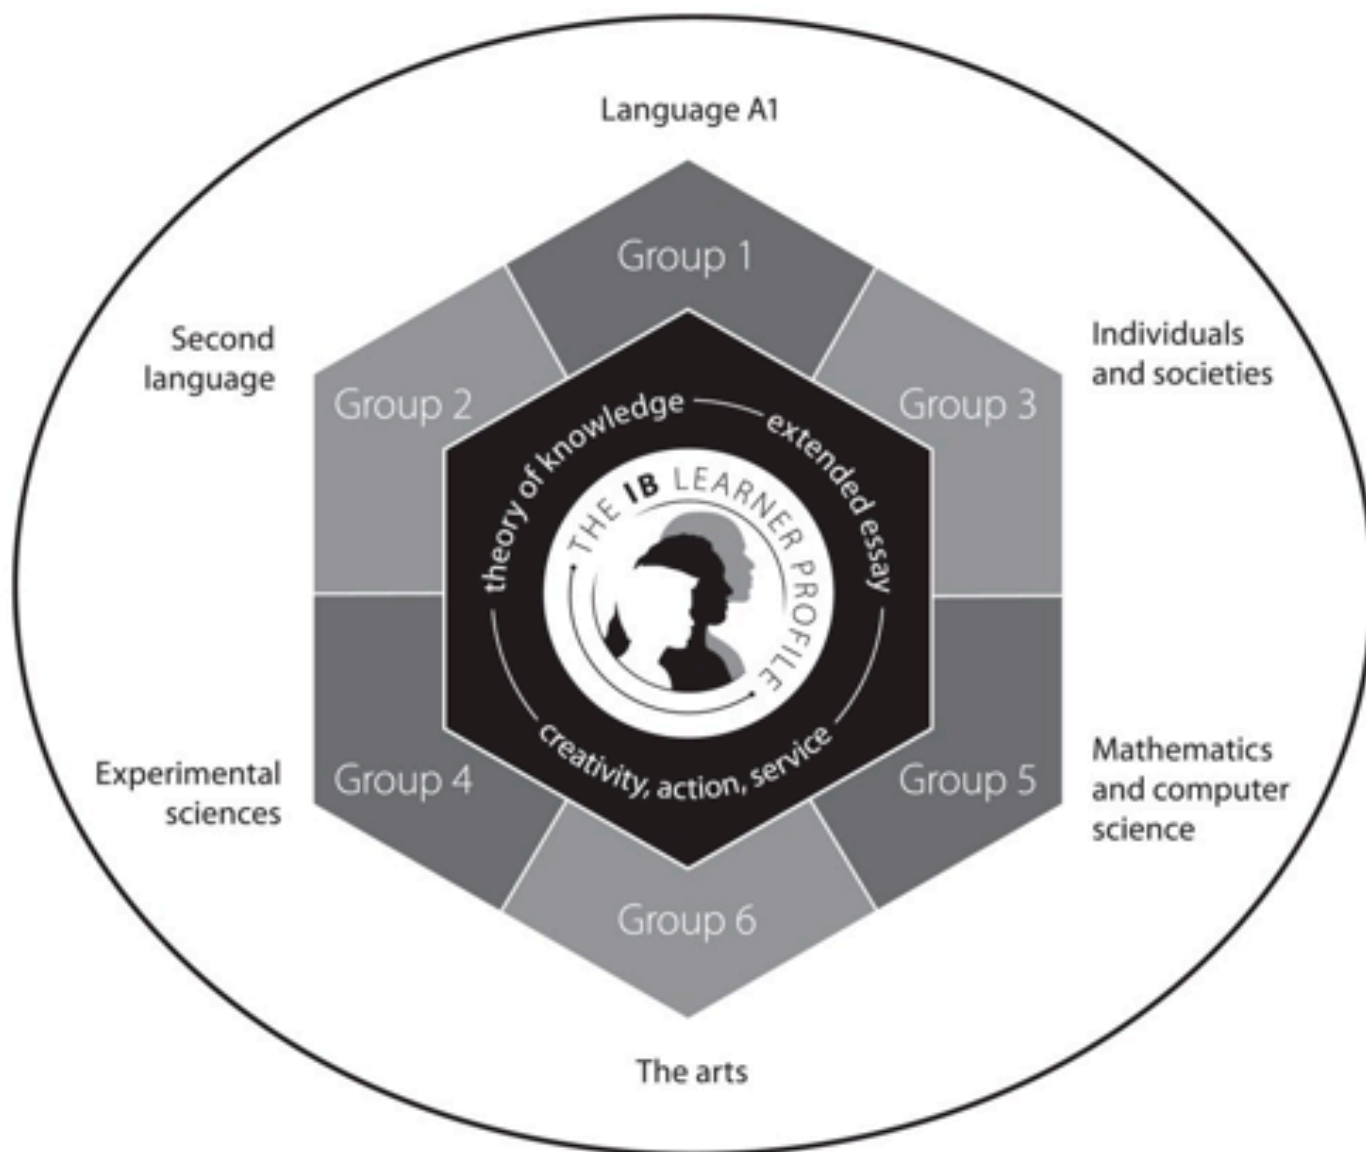 Language A1
Group 1
Second
language
Group 2
Individuals
and societies
Group 3
theory of knowledge
extended essay
THE IB LEARNER PROFILE
creativity, action, service
Experimental
sciences
Group 4
Mathematics
and computer
science
Group 5
Group 6
The arts